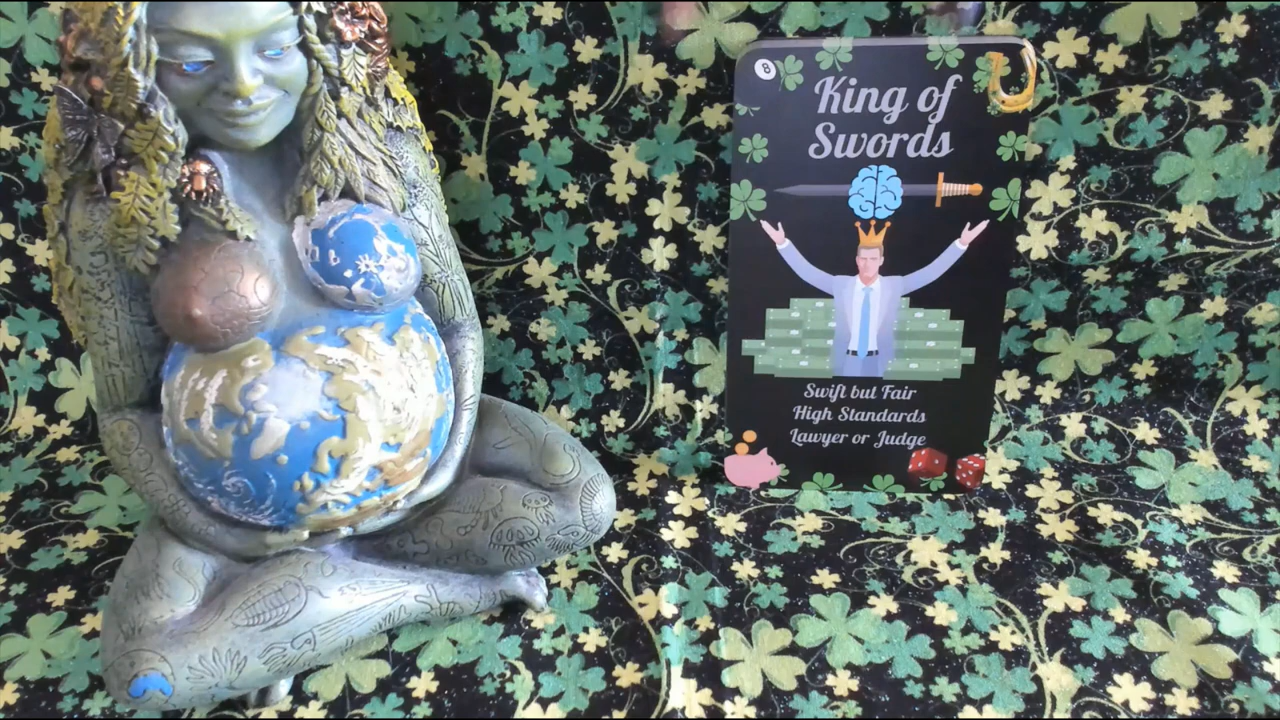 8
King of
Swords
Swift but Fair
High Standards
Lawyer or Judge